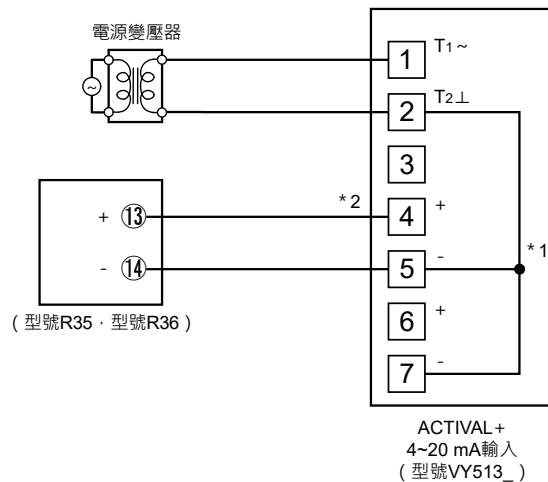 電源變壓器
~
1 T1~
2 T2⊥
3
*2 4 +
*1
5 -
6 +
7 -
+ ⑬
- ⑭
(型號R35,型號R36)
ACTIVAL+
4~20 mA輸入
(型號VY513_)